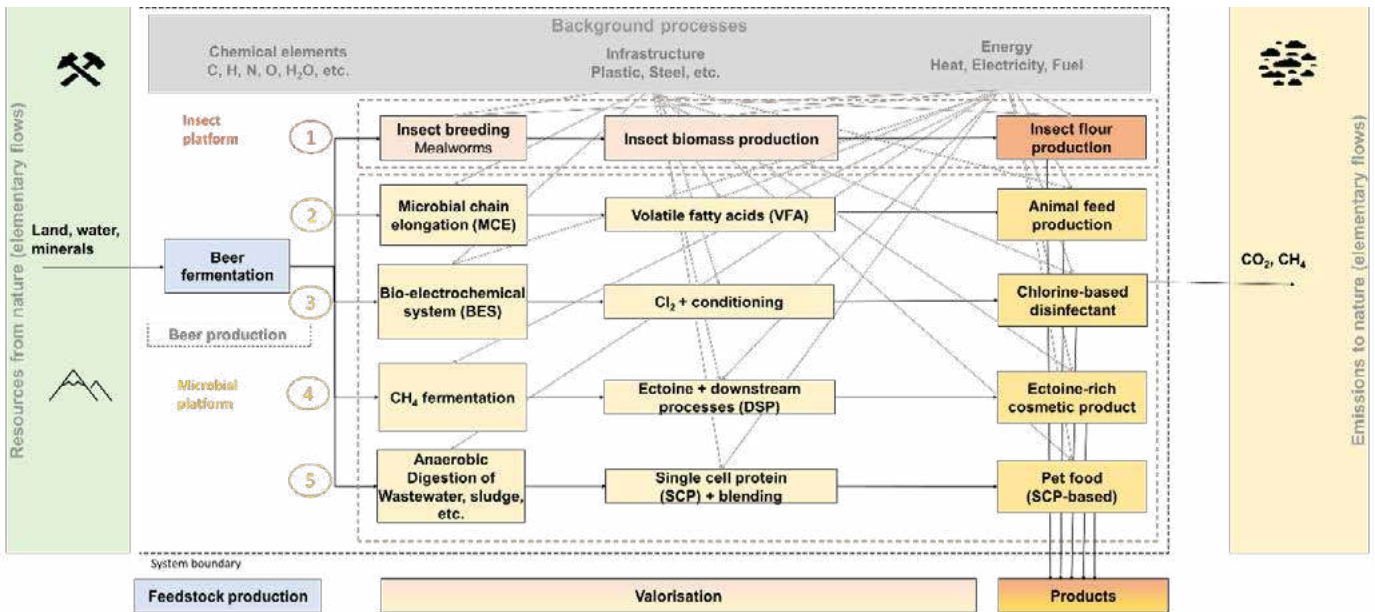 Background processes
Chemical elements
C, H, N, O, H₂O, etc.
Infrastructure
Plastic, Steel, etc.
Energy
Heat, Electricity, Fuel
Resources from nature (elementary flows)
Land, water,
minerals
Beer
fermentation
Beer production
Insect
platform
Microbial
platform
1
Insect breeding
Mealworms
Insect biomass production
Insect flour
production
2
Microbial chain
elongation (MCE)
Volatile fatty acids (VFA)
Animal feed
production
3
Bio-electrochemical
system (BES)
Cl₂ + conditioning
Chlorine-based
disinfectant
4
CH₄ fermentation
Ectoine + downstream
processes (DSP)
Ectoine-rich
cosmetic product
5
Anaerobic
Digestion of
Wastewater, sludge,
etc.
Single cell protein
(SCP) + blending
Pet food
(SCP-based)
CO₂, CH₄
Emissions to nature (elementary flows)
System boundary
Feedstock production
Valorisation
Products